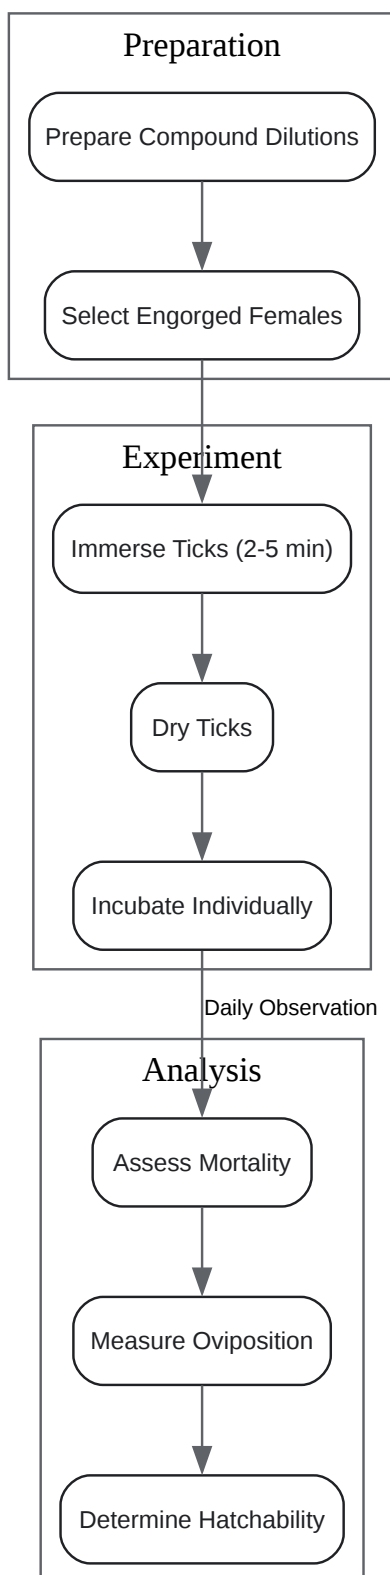 Preparation
Prepare Compound Dilutions
Select Engorged Females
Experiment
Immerse Ticks (2-5 min)
Dry Ticks
Incubate Individually
Daily Observation
Analysis
Assess Mortality
Measure Oviposition
Determine Hatchability